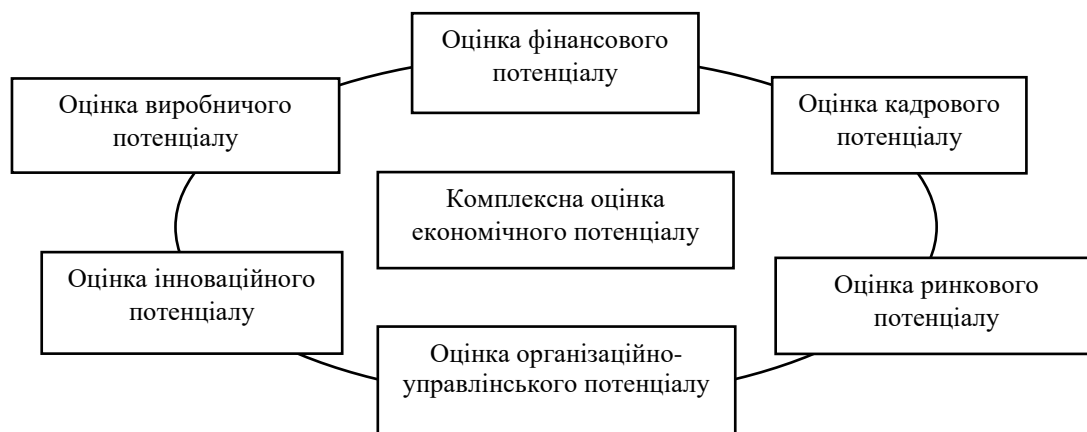 Оцінка фінансового
потенціалу
Оцінка виробничого
потенціалу
Оцінка кадрового
потенціалу
Комплексна оцінка
економічного потенціалу
Оцінка інноваційного
потенціалу
Оцінка ринкового
потенціалу
Оцінка організаційно-
управлінського потенціалу